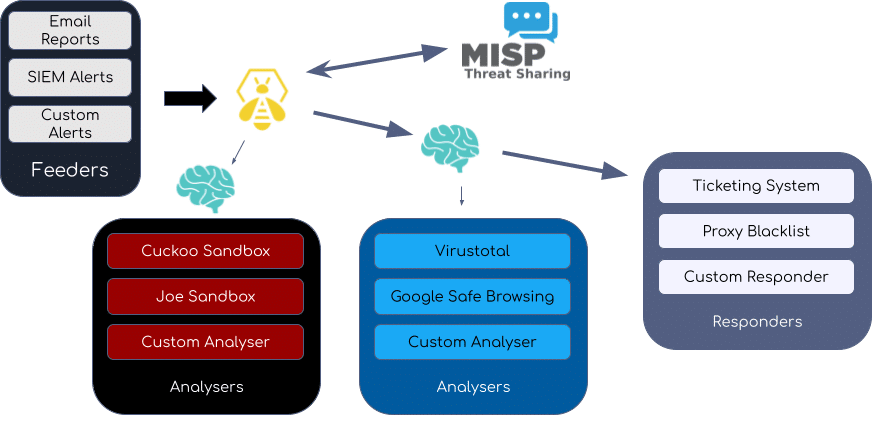 Email
Reports
SIEM Alerts
Custom
Alerts
Feeders
MISP
Threat Sharing
Ticketing System
Proxy Blacklist
Custom Responder
Responders
Cuckoo Sandbox
Joe Sandbox
Custom Analyser
Analysers
Virustotal
Google Safe Browsing
Custom Analyser
Analysers